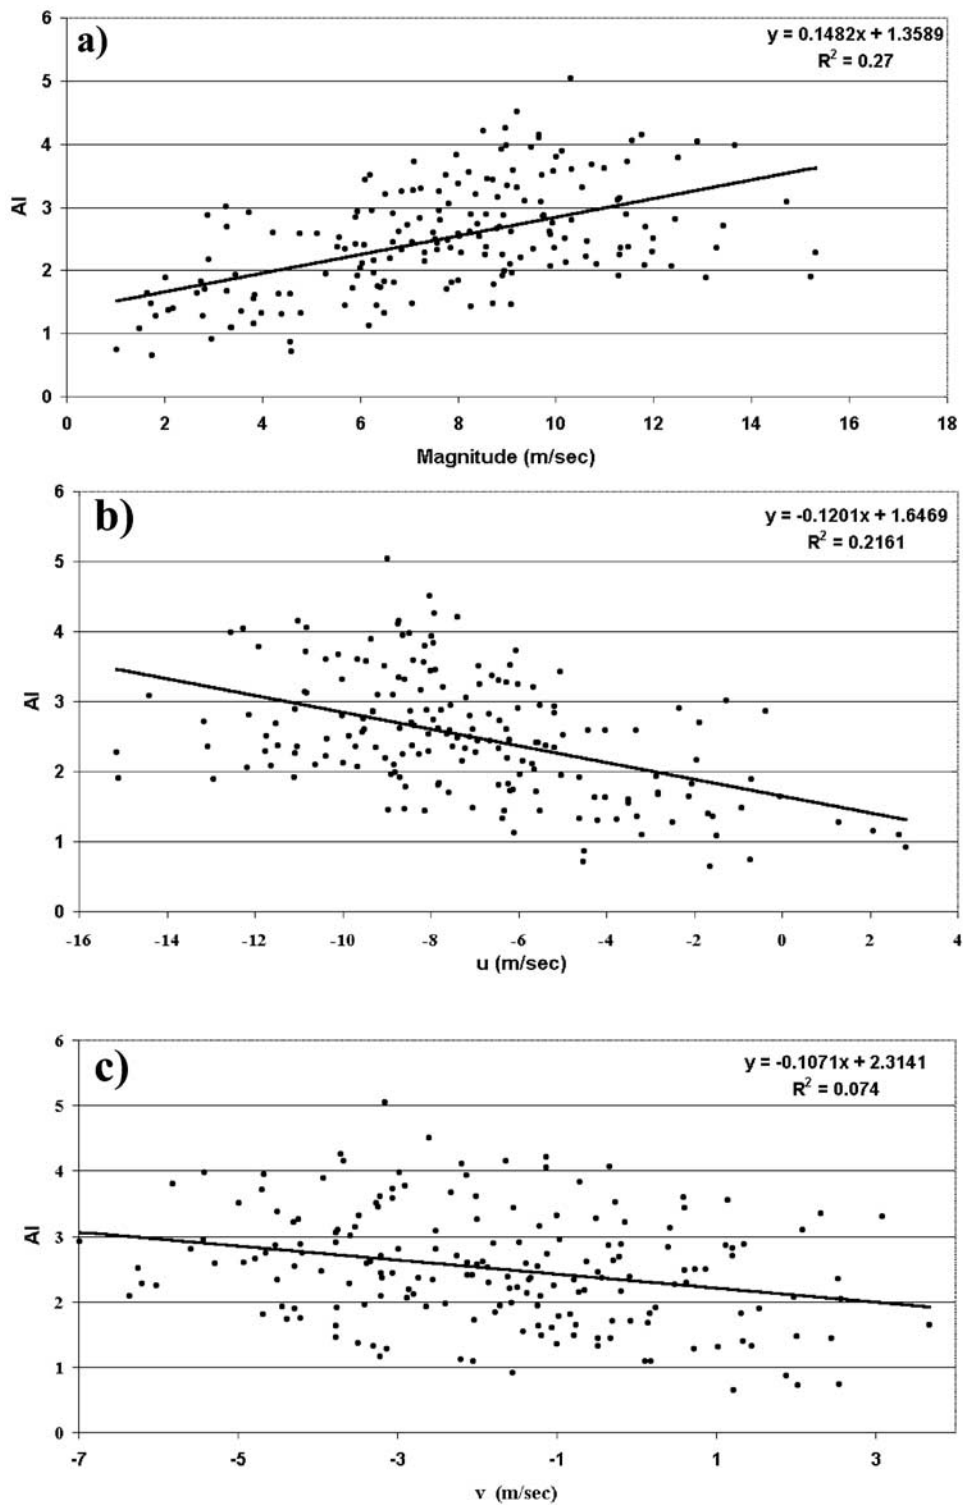 a)
y = 0.1482x + 1.3589
R² = 0.27
6
5
4
3
2
1
0
AI
0 2 4 6 8 10 12 14 16 18
Magnitude (m/sec)
b)
y = -0.1201x + 1.6469
R² = 0.2161
6
5
4
3
2
1
0
AI
-16 -14 -12 -10 -8 -6 -4 -2 0 2 4
u (m/sec)
c)
y = -0.1071x + 2.3141
R² = 0.074
6
5
4
3
2
1
0
AI
-7 -5 -3 -1 1 3
v (m/sec)